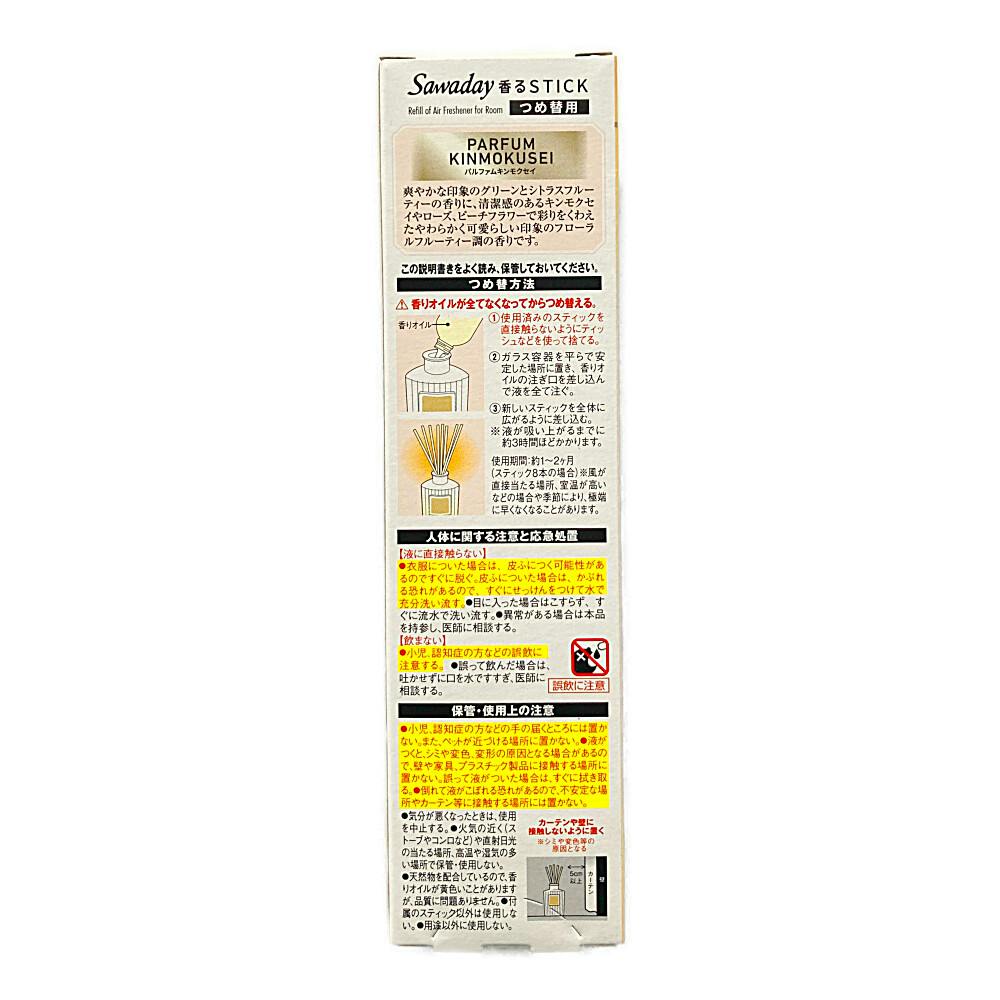 Sawaday 香るSTICK
Refill of Air Freshener for Room つめ替用
PARFUM
KINMOKUSEI
パルファムキンモクセイ
爽やかな印象のグリーンとシトラスフルー
ティーの香りに、清潔感のあるキンモクセ
イやローズ、ピーチフラワーで彩りをくわえ
たやわらかく可愛らしい印象のフローラ
ルフルーティー調の香りです。
この説明書きをよく読み、保管しておいてください。
つめ替方法
⚠香りオイルが全てなくなってからつめ替える。
香りオイル
①使用済みのスティックを
直接触らないようにティッ
シュなどを使って捨てる。
②ガラス容器を平らで安
定した場所に置き、香りオ
イルの注ぎ口を差し込ん
で液を全て注ぐ。
③新しいスティックを全体に
広がるように差し込む。
※液が吸い上がるまでに
約3時間ほどかかります。
使用期間:約1〜2ヶ月
(スティック8本の場合)※風が
直接当たる場所、室温が高い
などの場合や季節により、極端
に早くなくなることがあります。
人体に関する注意と応急処置
【液に直接触らない】
●衣服についた場合は、皮ふにつく可能性があ
るのですぐに脱ぐ。皮ふについた場合は、かぶれ
る恐れがあるので、すぐにせっけんをつけて水で
充分洗い流す。●目に入った場合はこすらず、す
ぐに流水で洗い流す。●異常がある場合は本品
を持参し、医師に相談する。
【飲まない】
●小児、認知症の方などの誤飲に
注意する。●誤って飲んだ場合は、
吐かせずに口を水ですすぎ、医師に
相談する。
誤飲に注意
保管・使用上の注意
●小児、認知症の方などの手の届くところには置か
ない。また、ペットが近づける場所に置かない。●液が
つくと、シミや変色、変形の原因となる場合があるの
で、壁や家具、プラスチック製品に接触する場所に
置かない。誤って液がついた場合は、すぐに拭き取
る。●倒れて液がこぼれる恐れがあるので、不安定な場
所やカーテン等に接触する場所には置かない。
●気分が悪くなったときは、使用
を中止する。●火気の近く(ス
トーブやコンロなど)や直射日光
の当たる場所、高温や湿気の多
い場所で保管・使用しない。
●天然物を配合しているので、香
りオイルが黄色いことがあります
が、品質に問題ありません。●付
属のスティック以外は使用しな
い。●用途以外に使用しない。
カーテンや壁に
接触しないように置く
※シミや変色等の
原因となる
5cm
以上
カーテン
壁